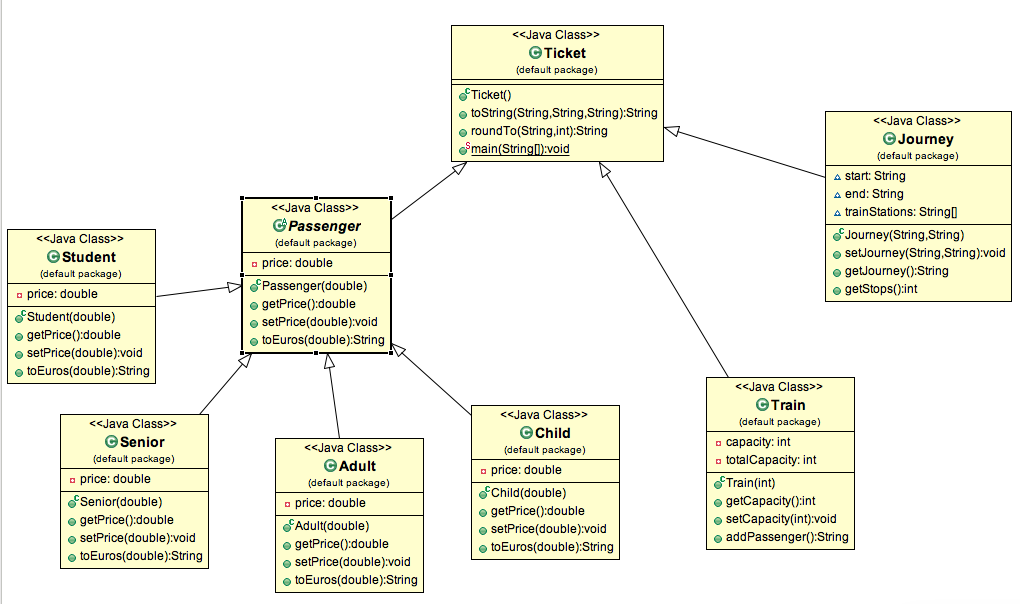 <<Java Class>>
Ticket
(default package)
Ticket()
toString(String,String,String):String
roundTo(String,int):String
main(String[]):void
<<Java Class>>
Journey
(default package)
start: String
end: String
trainStations: String[]
Journey(String,String)
setJourney(String,String):void
getJourney():String
getStops():int
<<Java Class>>
Passenger
(default package)
price: double
Passenger(double)
getPrice():double
setPrice(double):void
toEuros(double):String
<<Java Class>>
Student
(default package)
price: double
Student(double)
getPrice():double
setPrice(double):void
toEuros(double):String
<<Java Class>>
Senior
(default package)
price: double
Senior(double)
getPrice():double
setPrice(double):void
toEuros(double):String
<<Java Class>>
Adult
(default package)
price: double
Adult(double)
getPrice():double
setPrice(double):void
toEuros(double):String
<<Java Class>>
Child
(default package)
price: double
Child(double)
getPrice():double
setPrice(double):void
toEuros(double):String
<<Java Class>>
Train
(default package)
capacity: int
totalCapacity: int
Train(int)
getCapacity():int
setCapacity(int):void
addPassenger():String